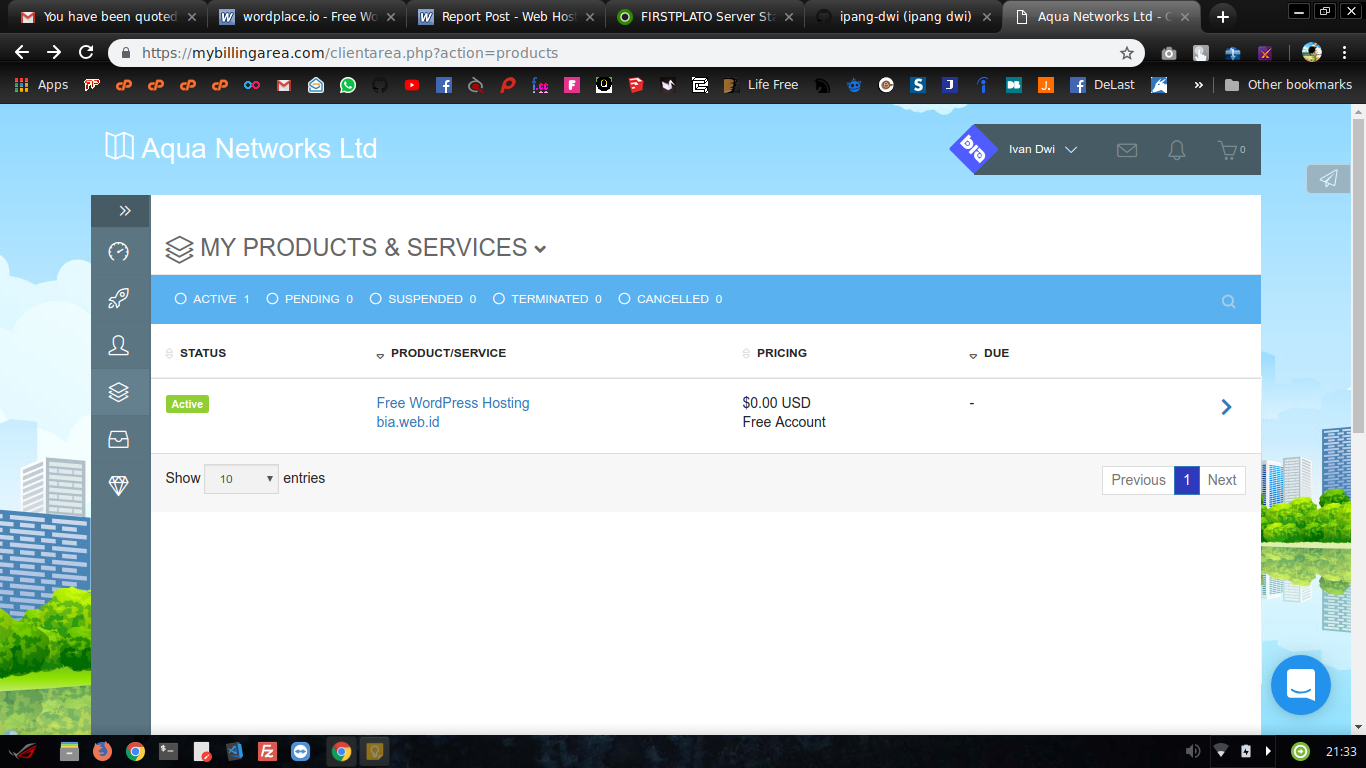 You have been quoted
wordplace.io - Free Wo
Report Post - Web Host
FIRSTPLATO Server Sta
ipang-dwi (ipang dwi)
Aqua Networks Ltd - C
https://mybillingarea.com/clientarea.php?action=products
Apps
Life Free
DeLast
»
Other bookmarks
Aqua Networks Ltd
bia
Ivan Dwi
0
MY PRODUCTS & SERVICES
ACTIVE 1 PENDING 0 SUSPENDED 0 TERMINATED 0 CANCELLED 0
STATUS PRODUCT/SERVICE PRICING DUE
Active Free WordPress Hosting $0.00 USD -
bia.web.id Free Account
Show 10 entries Previous 1 Next
21:33